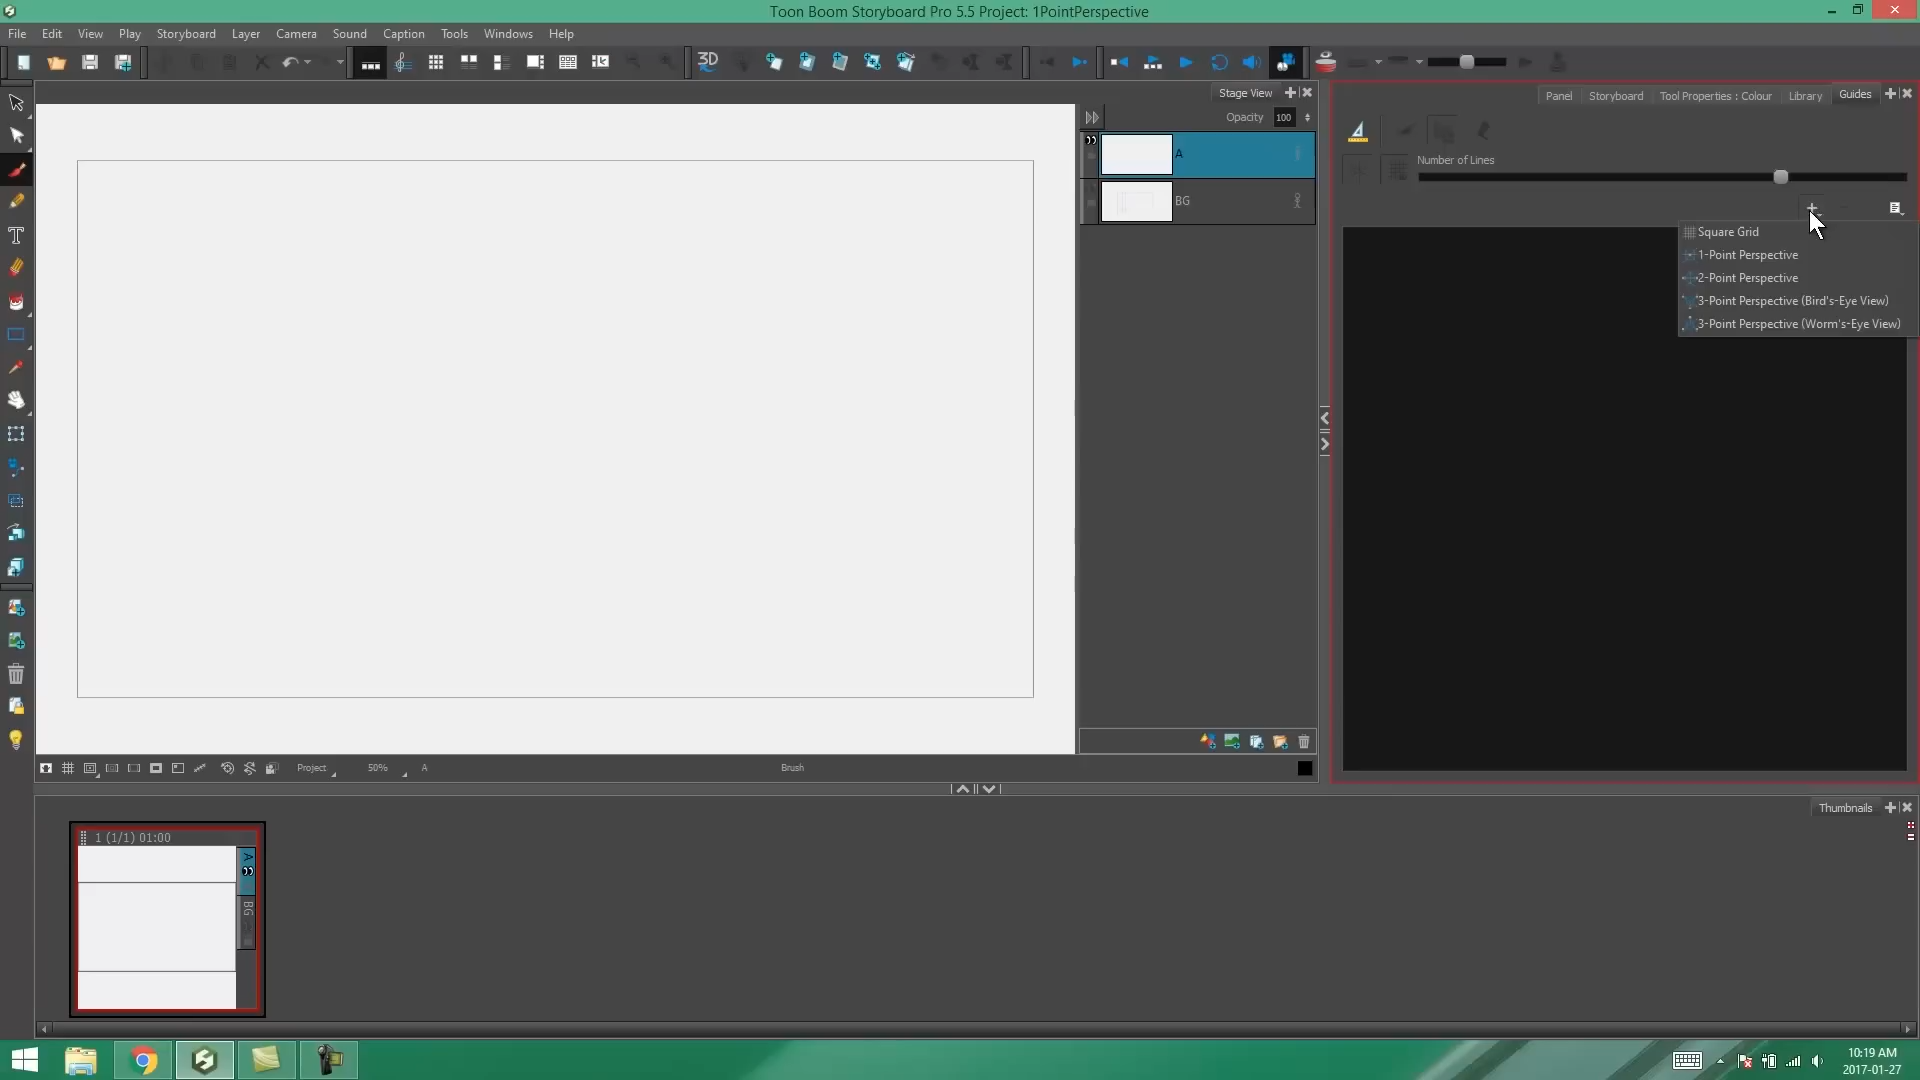 Toon Boom Storyboard Pro 5.5 Project: 1PointPerspective
File Edit View Play Storyboard Layer Camera Sound Caption Tools Windows Help
3D
Stage View
Opacity 100
A
BG
Panel Storyboard Tool Properties : Colour Library Guides
Number of Lines
Square Grid
1-Point Perspective
2-Point Perspective
3-Point Perspective (Bird's-Eye View)
3-Point Perspective (Worm's-Eye View)
Project 50% A Brush
Thumbnails
1 (1/1) 01:00
A
BG
10:19 AM
2017-01-27